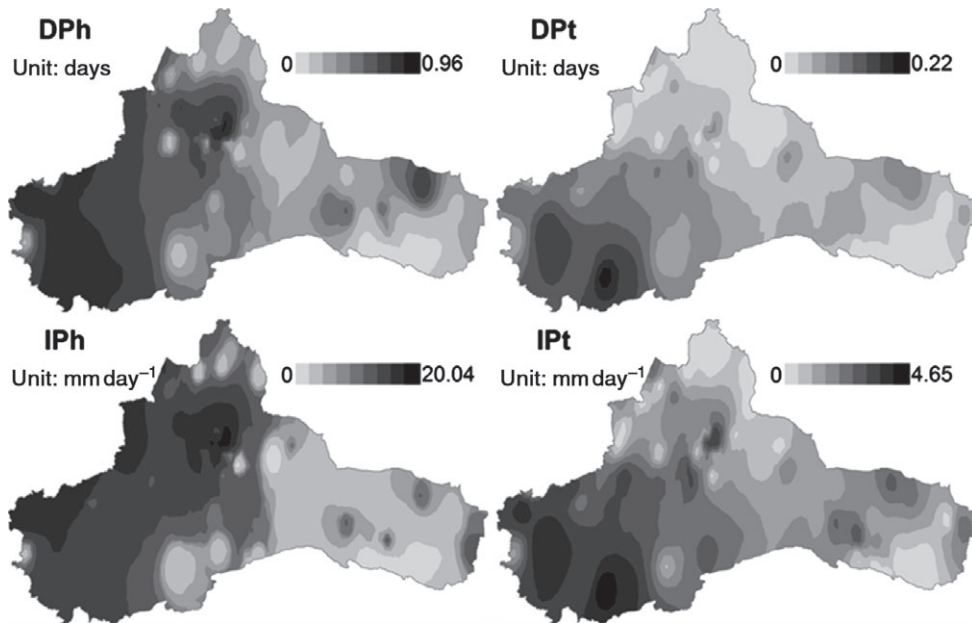 DPh
Unit: days
0 0.96
DPt
Unit: days
0 0.22
IPh
Unit: mm day⁻¹
0 20.04
IPt
Unit: mm day⁻¹
0 4.65